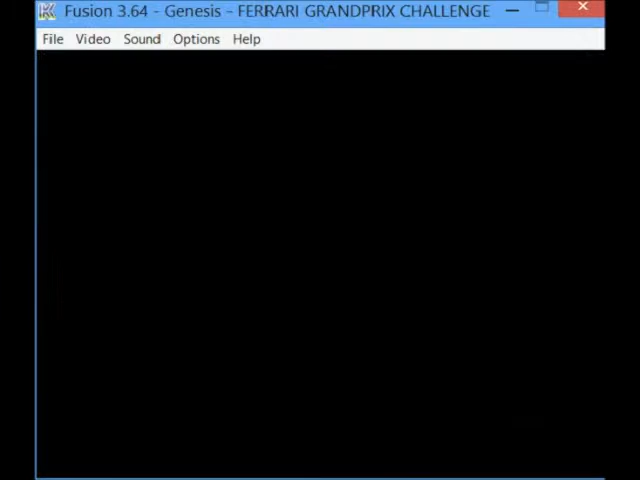 Fusion 3.64 - Genesis - FERRARI GRANDPRIX CHALLENGE
File Video Sound Options Help